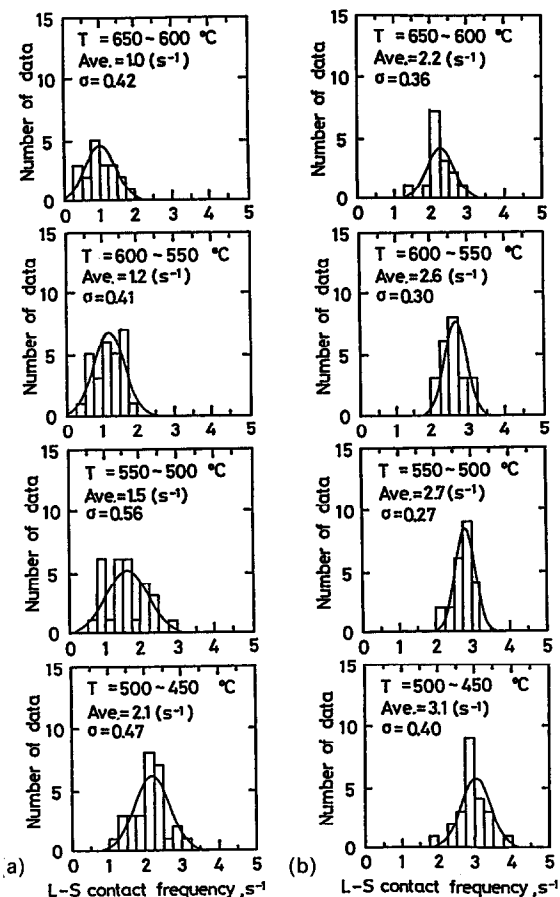 15
10
5
0
Number of data
T = 650~600 °C
Ave.=1.0 (s⁻¹)
σ=0.42
0 1 2 3 4 5
15
10
5
0
Number of data
T = 600~550 °C
Ave.=1.2 (s⁻¹)
σ=0.41
0 1 2 3 4 5
15
10
5
0
Number of data
T = 550~500 °C
Ave.=1.5 (s⁻¹)
σ=0.56
0 1 2 3 4 5
15
10
5
0
Number of data
T = 500~450 °C
Ave.=2.1 (s⁻¹)
σ=0.47
0 1 2 3 4 5
(a)
L-S contact frequency, s⁻¹
15
10
5
0
Number of data
T = 650~600 °C
Ave.=2.2 (s⁻¹)
σ=0.36
0 1 2 3 4 5
15
10
5
0
Number of data
T = 600~550 °C
Ave.=2.6 (s⁻¹)
σ=0.30
0 1 2 3 4 5
15
10
5
0
Number of data
T = 550~500 °C
Ave.=2.7 (s⁻¹)
σ=0.27
0 1 2 3 4 5
15
10
5
0
Number of data
T = 500~450 °C
Ave.=3.1 (s⁻¹)
σ=0.40
0 1 2 3 4 5
(b)
L-S contact frequency, s⁻¹